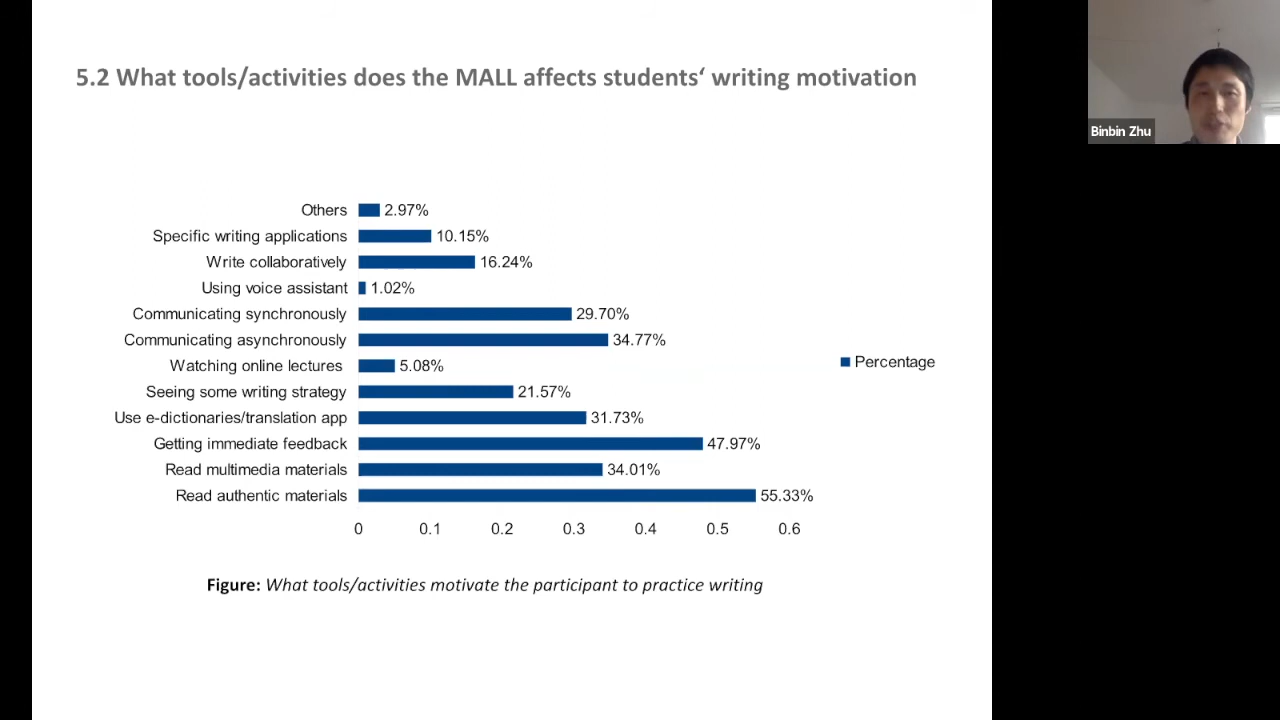 5.2 What tools/activities does the MALL affects students‘ writing motivation
Binbin Zhu
Others 2.97%
Specific writing applications 10.15%
Write collaboratively 16.24%
Using voice assistant 1.02%
Communicating synchronously 29.70%
Communicating asynchronously 34.77%
Watching online lectures 5.08%
Percentage
Seeing some writing strategy 21.57%
Use e-dictionaries/translation app 31.73%
Getting immediate feedback 47.97%
Read multimedia materials 34.01%
Read authentic materials 55.33%
0 0.1 0.2 0.3 0.4 0.5 0.6
Figure: What tools/activities motivate the participant to practice writing